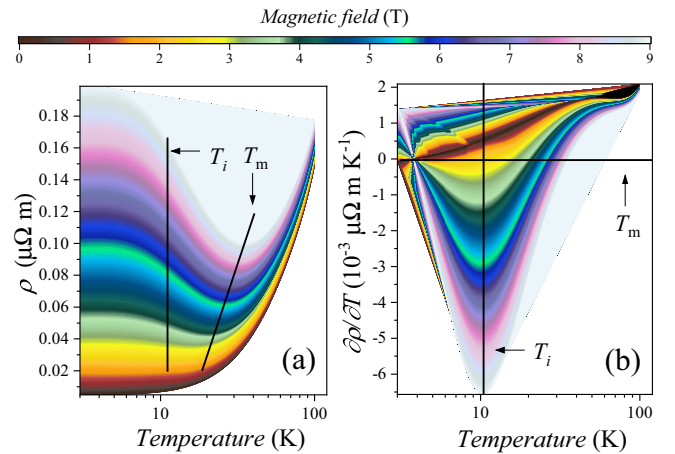 Magnetic field (T)
0 1 2 3 4 5 6 7 8 9
0.18
0.16
0.14
0.12
0.10
0.08
0.06
0.04
0.02
ρ (μΩ m)
T_i
T_m
(a)
10 100
Temperature (K)
2
1
0
-1
-2
-3
-4
-5
-6
∂ρ/∂T (10⁻³ μΩ m K⁻¹)
T_m
T_i
(b)
10 100
Temperature (K)